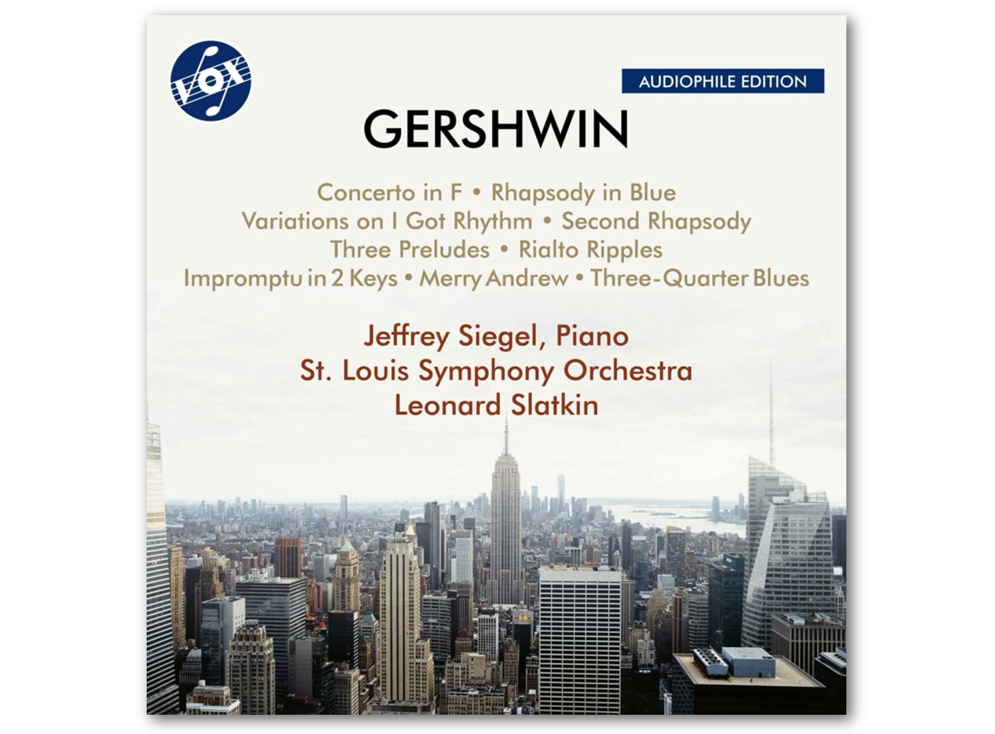 VOX
AUDIOPHILE EDITION
GERSHWIN
Concerto in F • Rhapsody in Blue
Variations on I Got Rhythm • Second Rhapsody
Three Preludes • Rialto Ripples
Impromptu in 2 Keys • Merry Andrew • Three-Quarter Blues
Jeffrey Siegel, Piano
St. Louis Symphony Orchestra
Leonard Slatkin